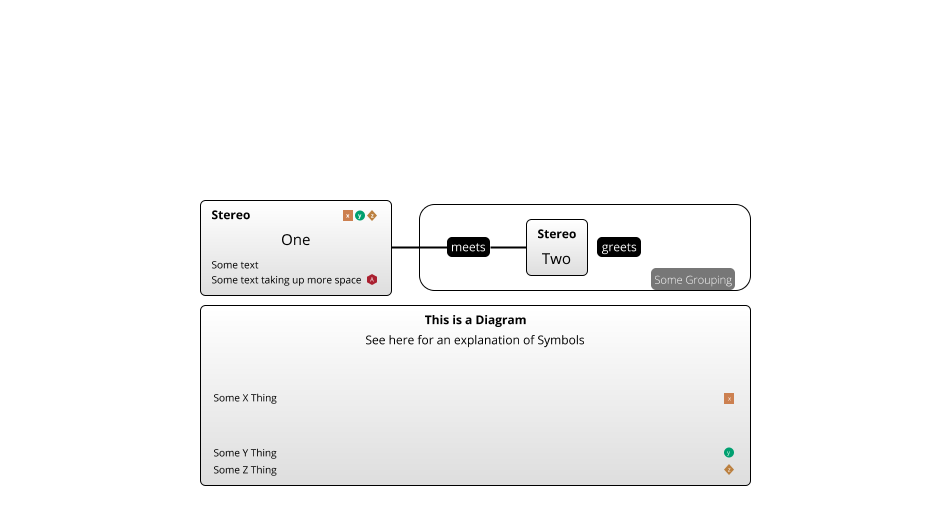 Stereo x y z
One
Some text
Some text taking up more space A
meets
Stereo
Two
greets
Some Grouping
This is a Diagram
See here for an explanation of Symbols
Some X Thing x
Some Y Thing y
Some Z Thing z